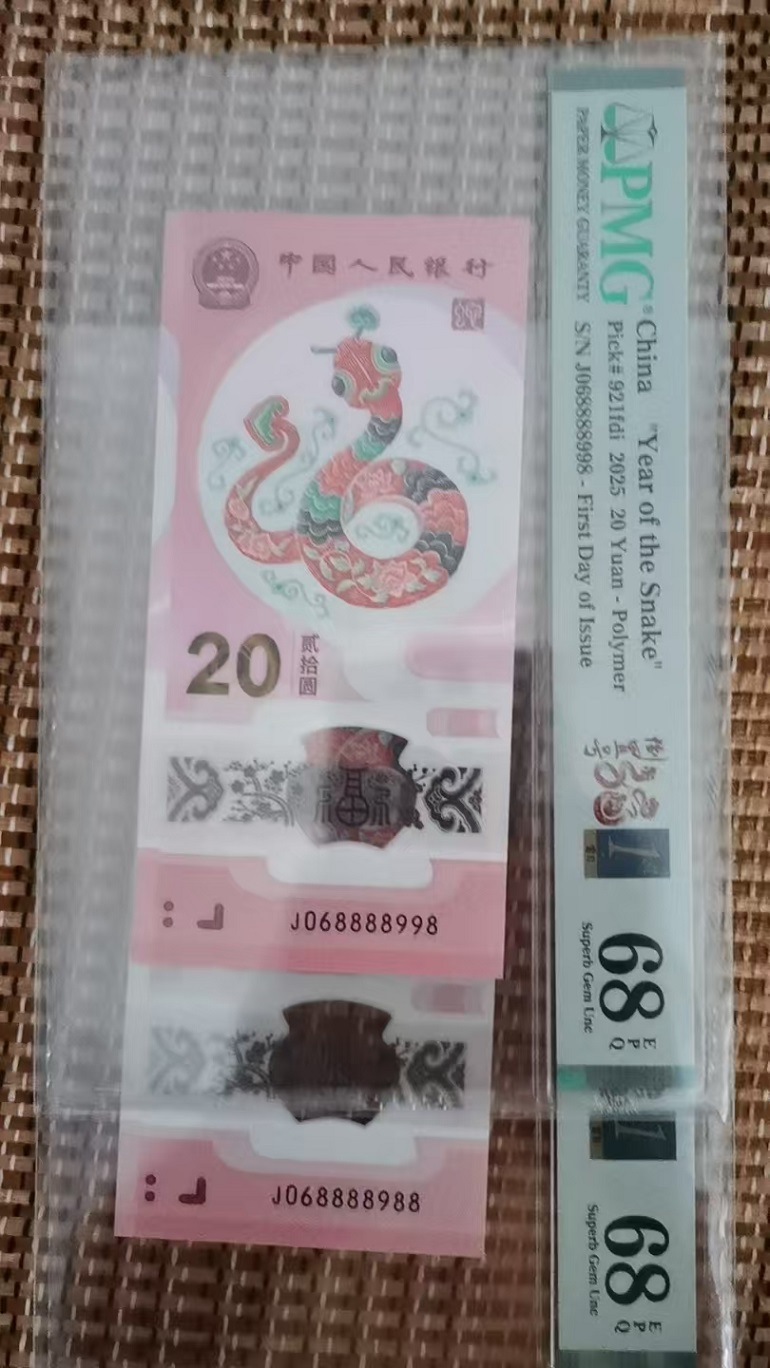 中国人民银行
20
贰拾圆
J068888998
J068888988
PMG
PAPER MONEY GUARANTY
China "Year of the Snake"
Pick# 921fdi 2025 20 Yuan - Polymer
S/N J068888998 - First Day of Issue
68
EPQ
Superb Gem Unc
68
EPQ
Superb Gem Unc